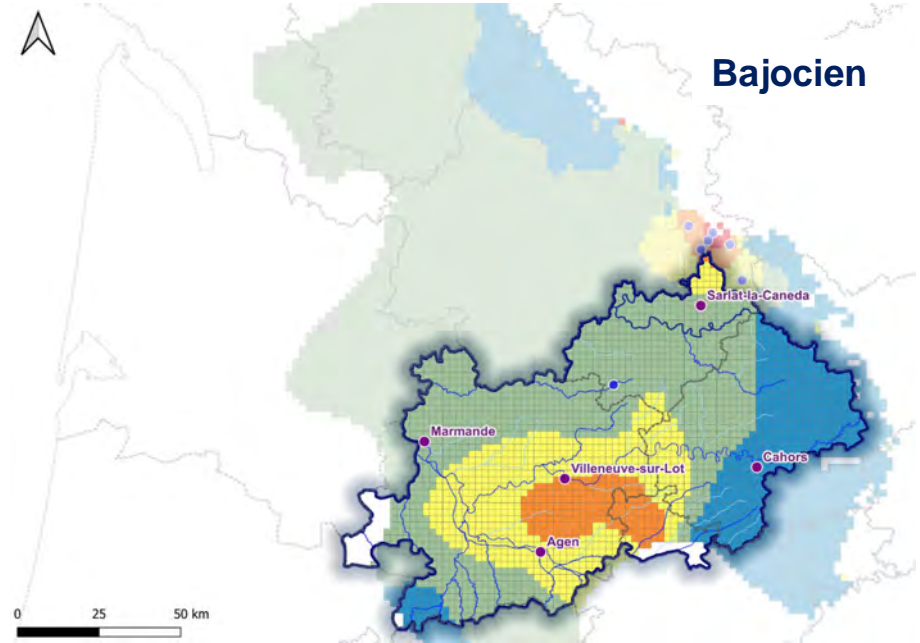 Bajocien
Sarlat-la-Caneda
Marmande
Villeneuve-sur-Lot
Cahors
Agen
0 25 50 km